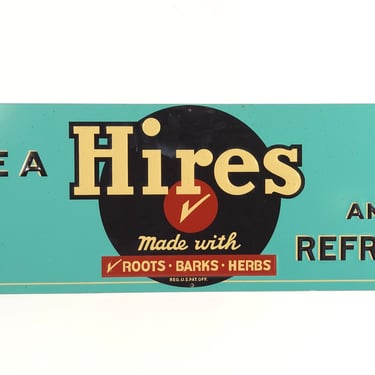 E A
Hires
AN
Made with
REFR
ROOTS · BARKS · HERBS
REG. U.S. PAT. OFF.